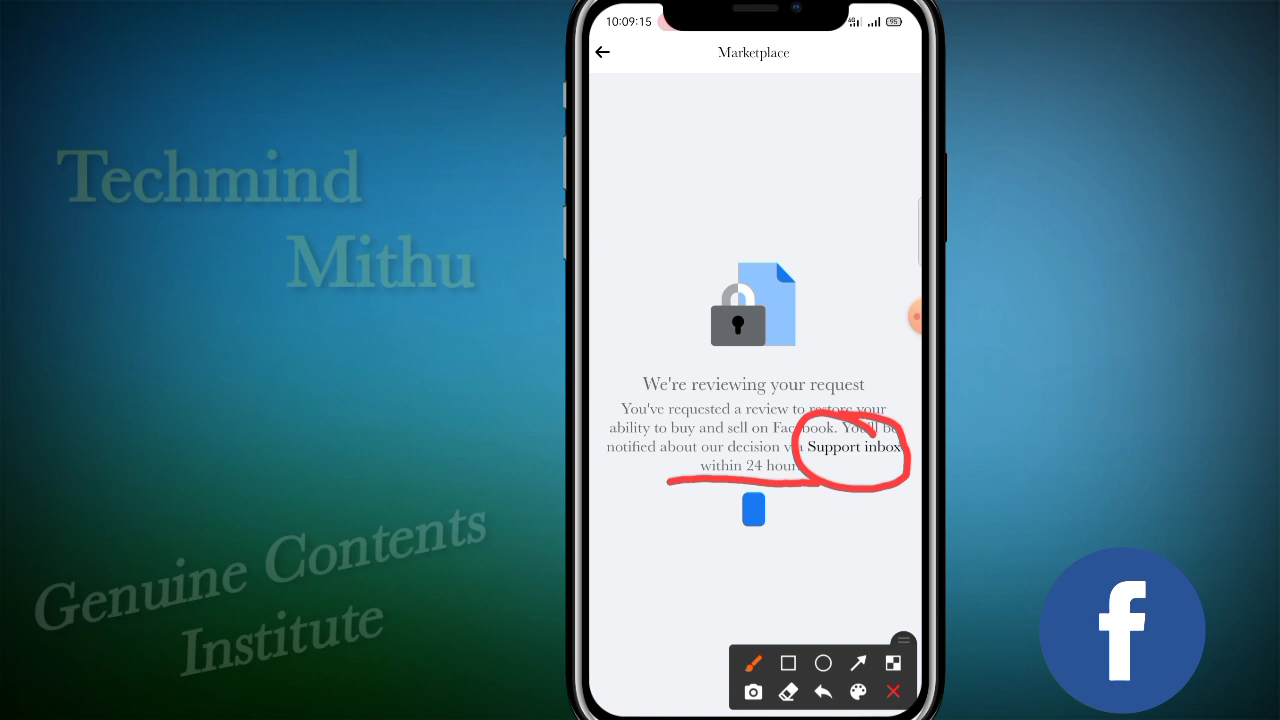 10:09:15
4G
95
Marketplace
Techmind
Mithu
We're reviewing your request
You've requested a review to restore your
ability to buy and sell on Facebook. You'll be
notified about our decision via Support inbox
within 24 hours
Genuine Contents
Institute
f